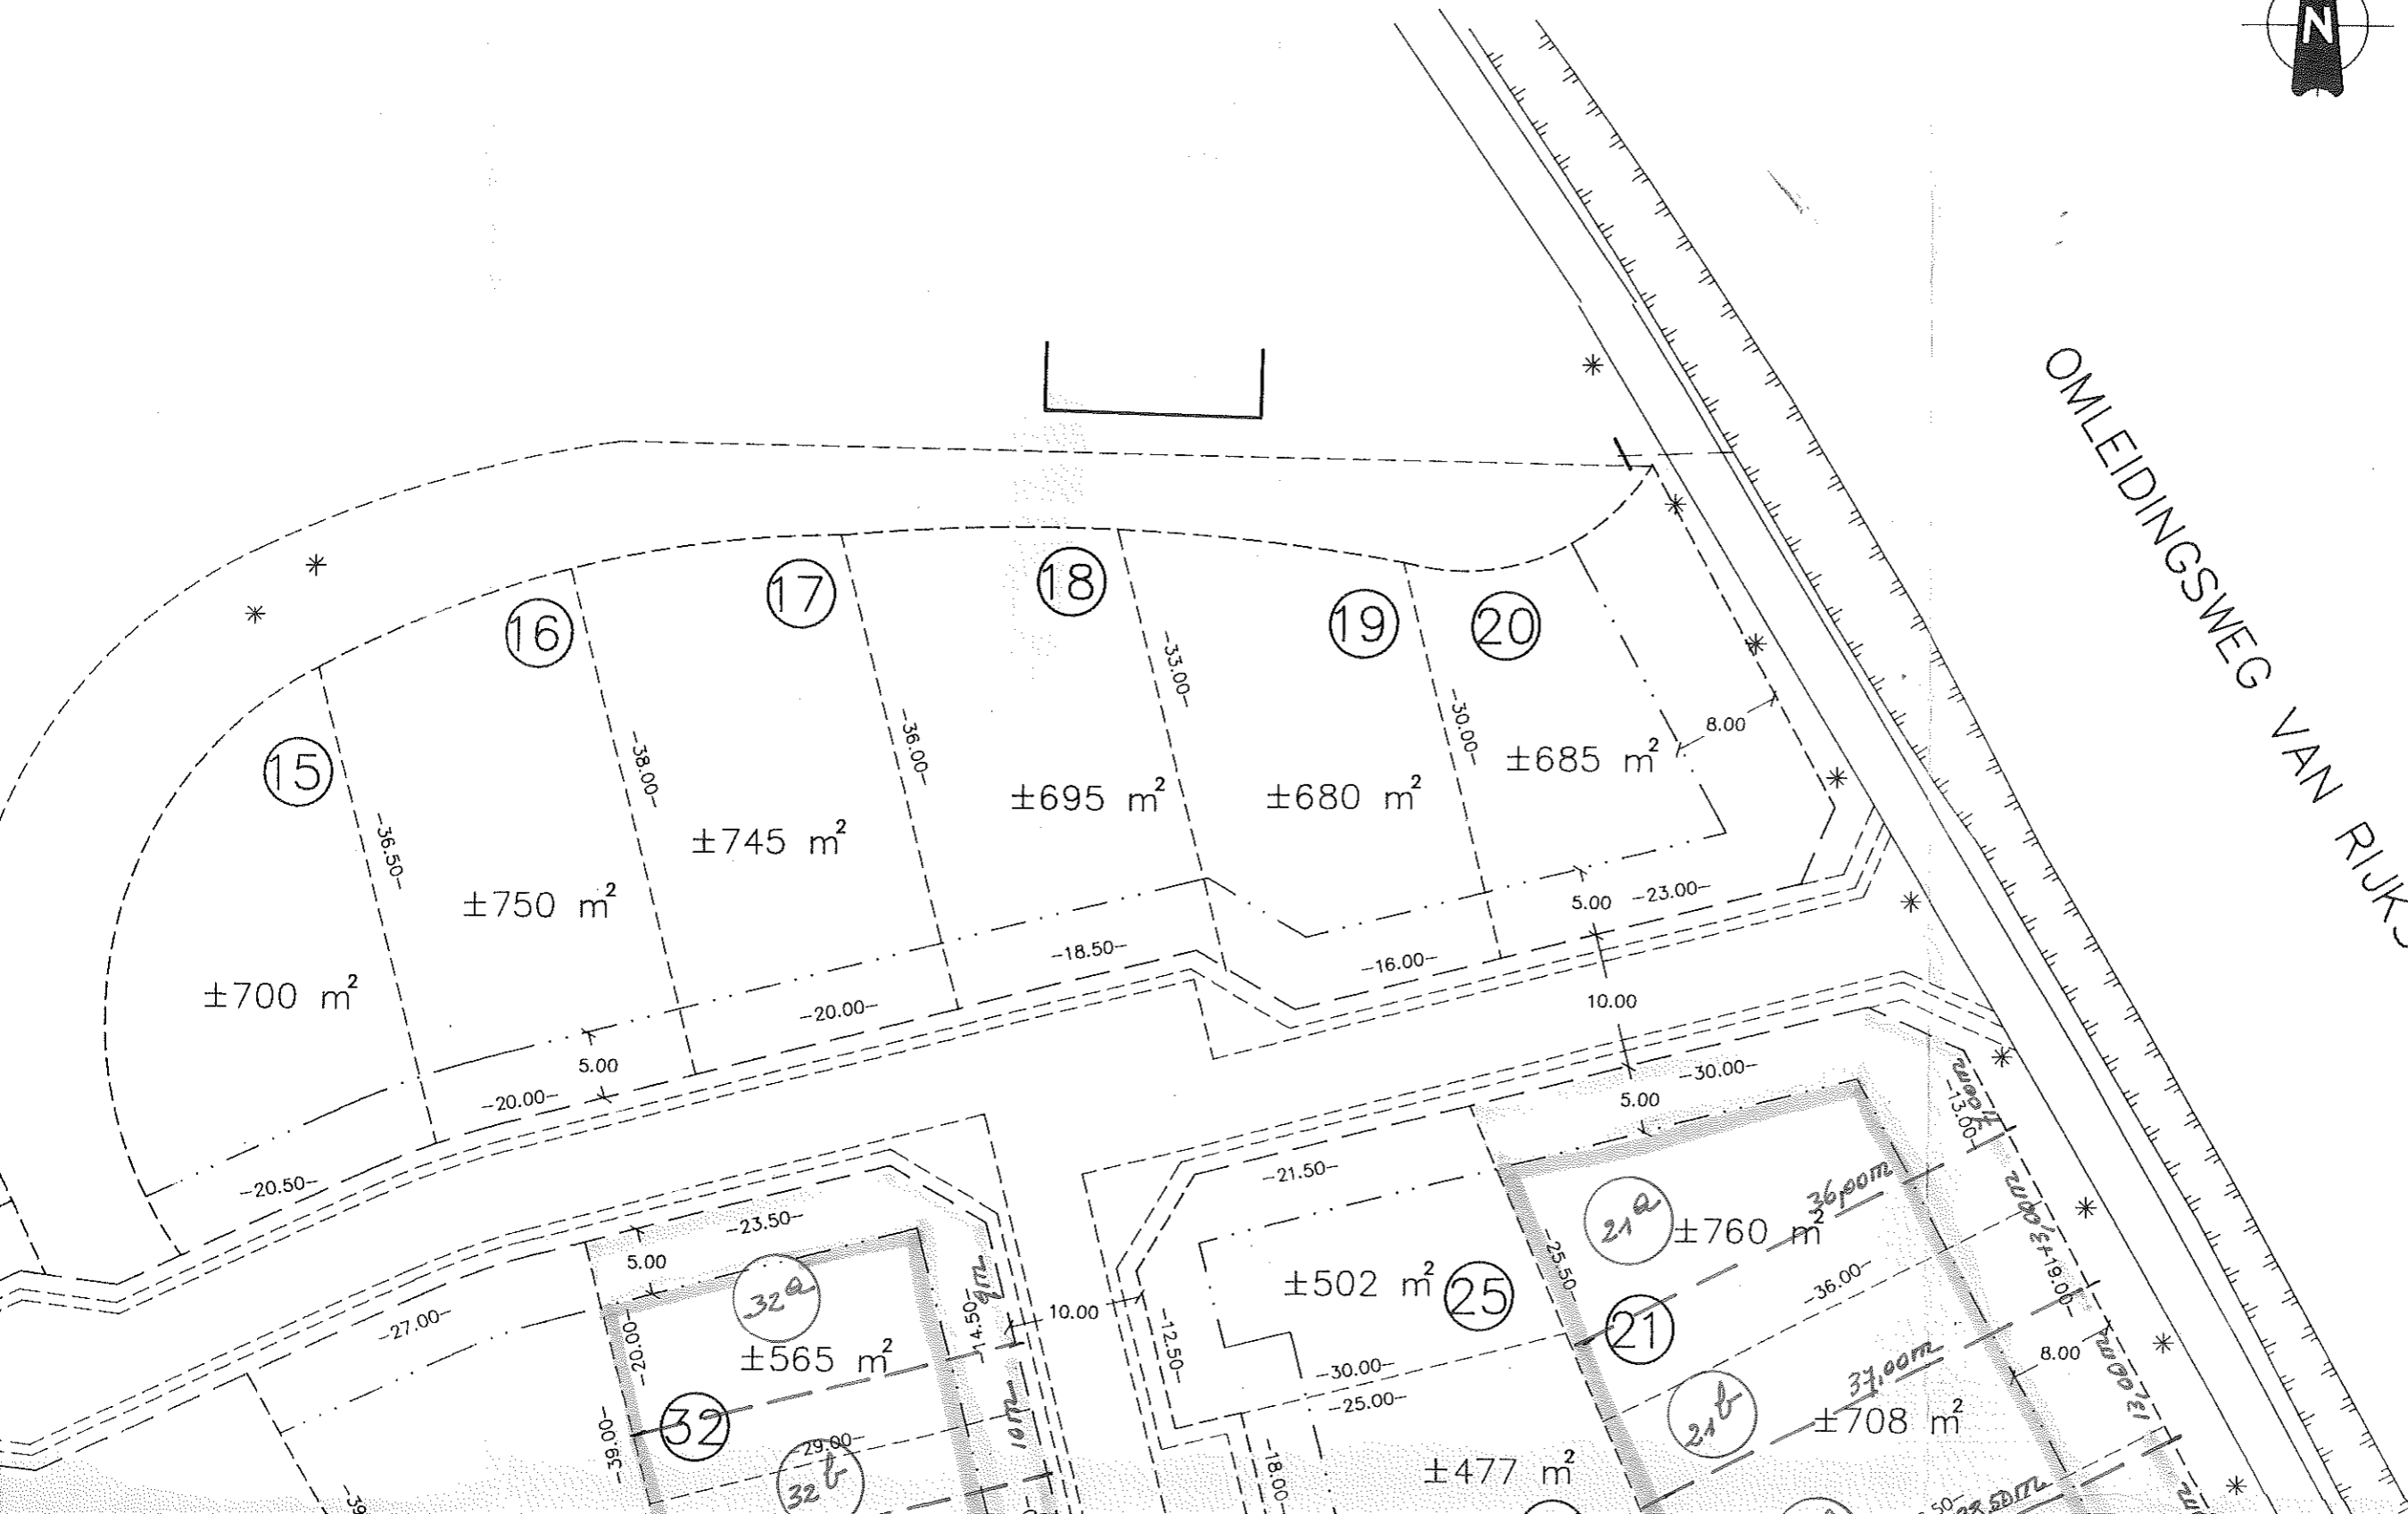 N
OMLEIDINGSWEG VAN RIJKS
15
16
17
18
19
20
-36.50-
-38.00-
-36.00-
-33.00-
-30.00-
8.00
±700 m²
±750 m²
±745 m²
±695 m²
±680 m²
±685 m²
-20.50-
-20.00-
5.00
-20.00-
-18.50-
-16.00-
5.00
-23.00-
10.00
-27.00-
5.00
-23.50-
-20.00-
32a
±565 m²
-14.50-
9m
10.00
32
-39.00-
-29.00-
32b
10m
-21.50-
-12.50-
±502 m²
25
-30.00-
-25.00-
-18.00-
±477 m²
5.00
-30.00-
-13.00-
21a
±760 m²
36,00m
-25.50-
21
-36.00-
-19.00-
21b
37,00m
±708 m²
8.00
13,00m